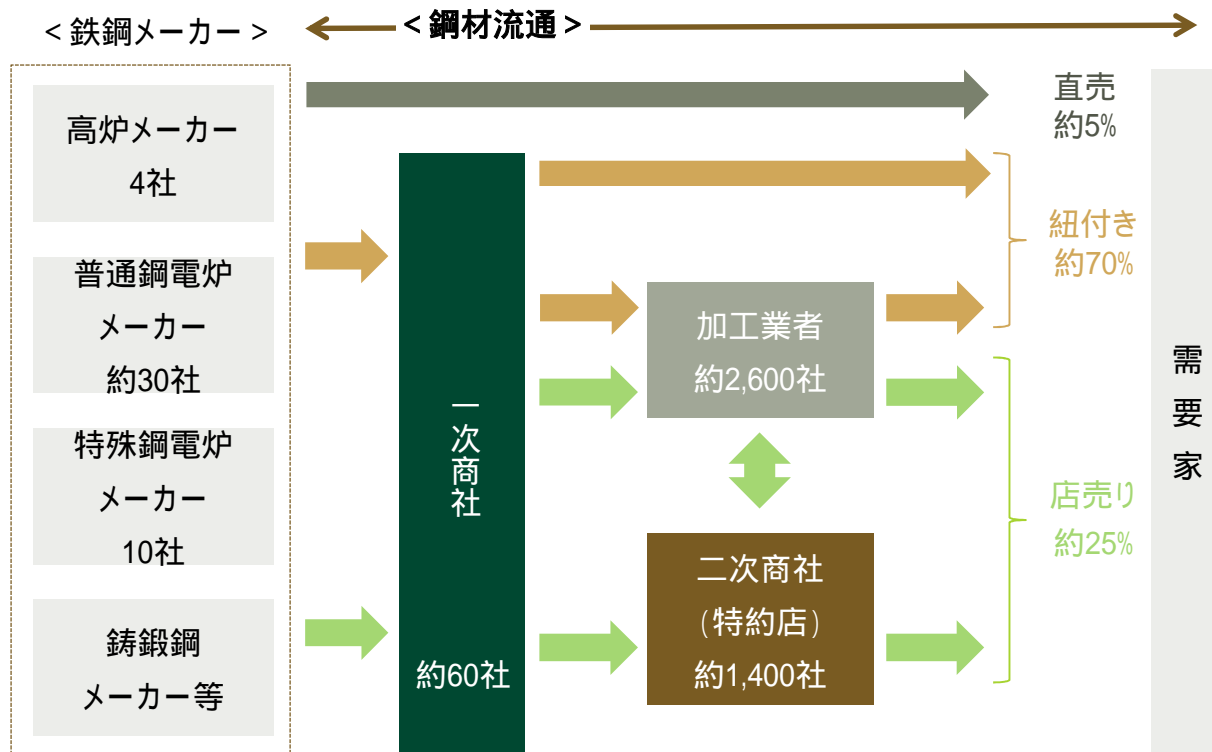 ＜鉄鋼メーカー＞
＜鋼材流通＞
高炉メーカー
4社
普通鋼電炉
メーカー
約30社
特殊鋼電炉
メーカー
10社
鋳鍛鋼
メーカー等
一次商社
約60社
加工業者
約2,600社
二次商社
（特約店）
約1,400社
直売
約5%
紐付き
約70%
店売り
約25%
需要家